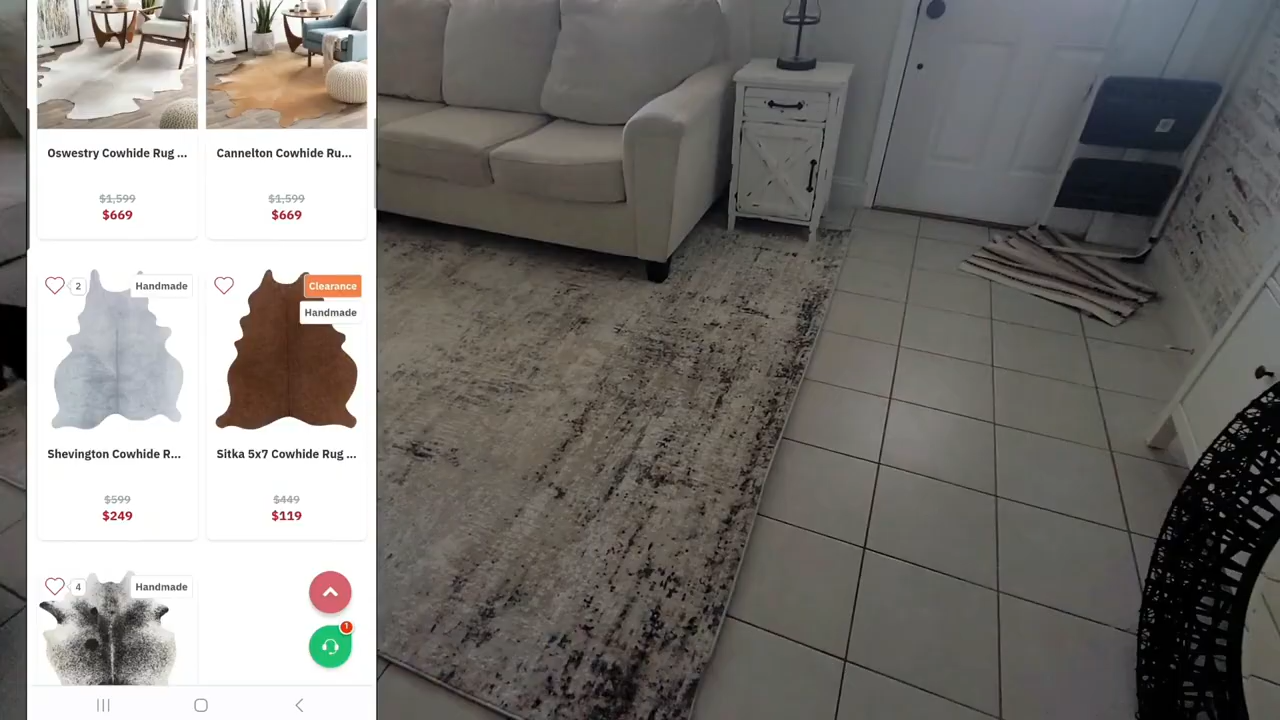 Oswestry Cowhide Rug ...
$1,599
$669
Cannelton Cowhide Ru...
$1,599
$669
2
Handmade
Shevington Cowhide R...
$599
$249
Clearance
Handmade
Sitka 5x7 Cowhide Rug ...
$449
$119
4
Handmade
1